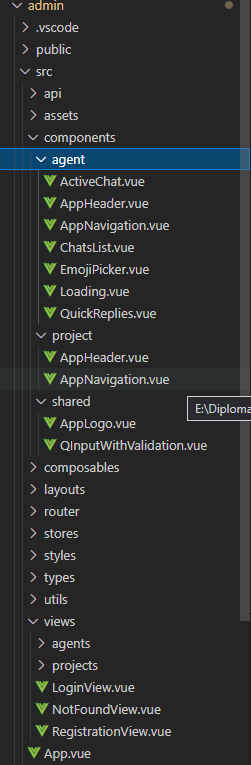 admin
.vscode
public
src
api
assets
components
agent
ActiveChat.vue
AppHeader.vue
AppNavigation.vue
ChatsList.vue
EmojiPicker.vue
Loading.vue
QuickReplies.vue
project
AppHeader.vue
AppNavigation.vue
shared
E:\Diploma
AppLogo.vue
QInputWithValidation.vue
composables
layouts
router
stores
styles
types
utils
views
agents
projects
LoginView.vue
NotFoundView.vue
RegistrationView.vue
App.vue